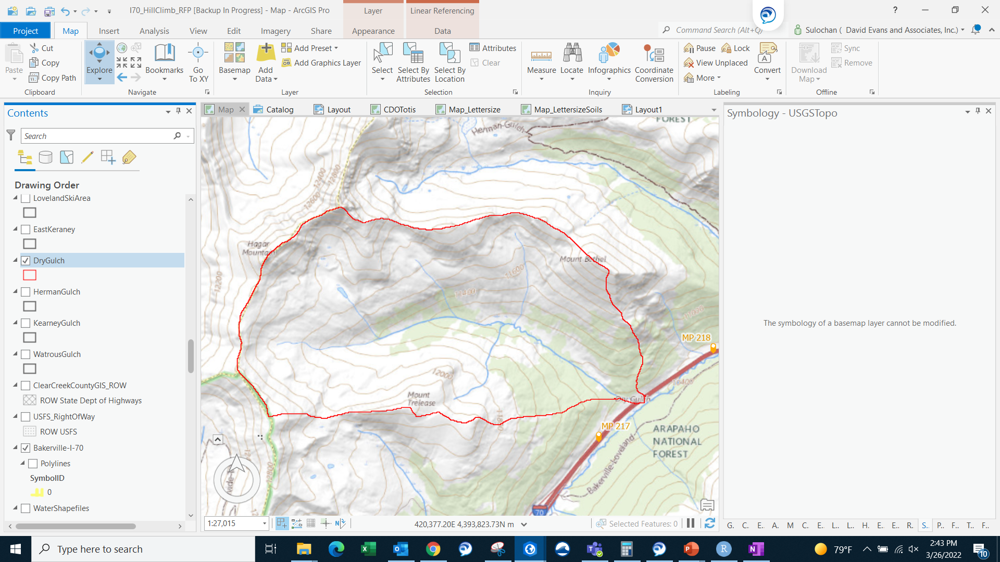 I70_HillClimb_RFP [Backup In Progress] - Map - ArcGIS Pro
Layer
Linear Referencing
?
Project
Map
Insert
Analysis
View
Edit
Imagery
Share
Appearance
Data
Command Search (Alt+Q)
Sulochan ( David Evans and Associates, Inc.)
Paste
Cut
Copy
Copy Path
Clipboard
Explore
Bookmarks
Go
To XY
Navigate
Basemap
Add
Data
Add Preset
Add Graphics Layer
Layer
Select
Select By
Attributes
Select By
Location
Attributes
Clear
Selection
Measure
Locate
Infographics
Coordinate
Conversion
Inquiry
Pause
Lock
View Unplaced
More
Convert
Labeling
Download
Map
Sync
Remove
Offline
Contents
Search
Drawing Order
LovelandSkiArea
EastKeraney
DryGulch
HermanGulch
KearneyGulch
WatrousGulch
ClearCreekCountyGIS_ROW
ROW State Dept of Highways
USFS_RightOfWay
ROW USFS
Bakerville-I-70
Polylines
SymbolID
0
WaterShapefiles
Map
Catalog
Layout
CDOTotis
Map_Lettersize
Map_LettersizeSoils
Layout1
FOREST
Herman-Gulch
12400
12800
12600
Hagar
Mountain
12200
Mount Bethel
11600
11400
11020
MP 218
12000
Mount
Trelease
10400
Dry Gulch
11800
MP 217
ARAPAHO
NATIONAL
FOREST
Bakerville-Loveland
12800
70
1:27,015
420,377.20E 4,393,823.73N m
Selected Features: 0
Symbology - USGSTopo
The symbology of a basemap layer cannot be modified.
G.. C.. E.. A.. M C.. E.. L.. L.. H.. E.. E.. R.. S.. P.. F.. T.. F..
Type here to search
79°F
2:43 PM
3/26/2022
10